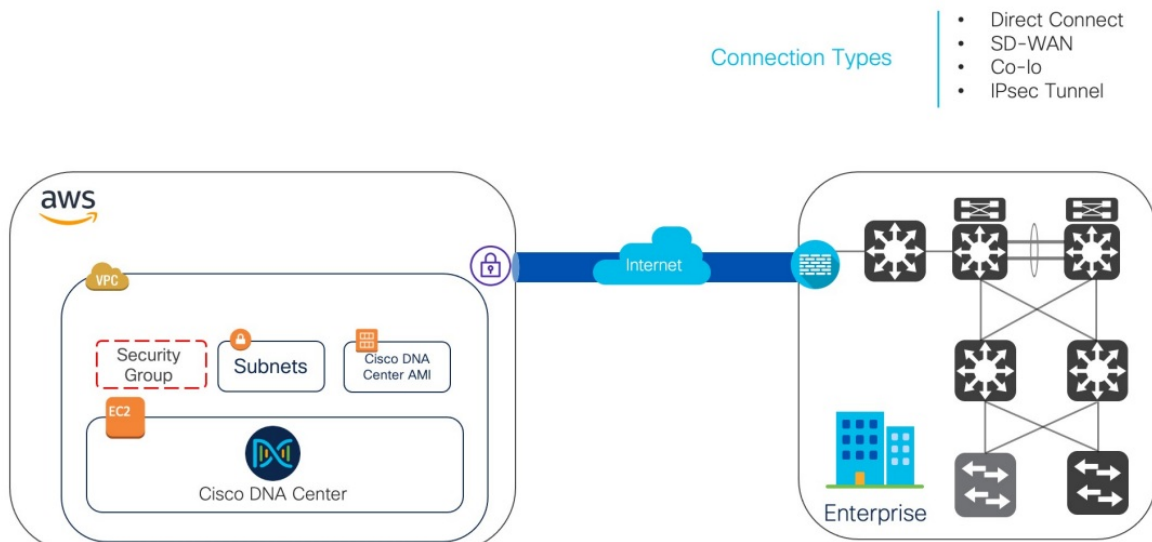 Connection Types
• Direct Connect
• SD-WAN
• Co-lo
• IPsec Tunnel
aws
VPC
Internet
Security
Group
Subnets
Cisco DNA
Center AMI
EC2
Cisco DNA Center
Enterprise